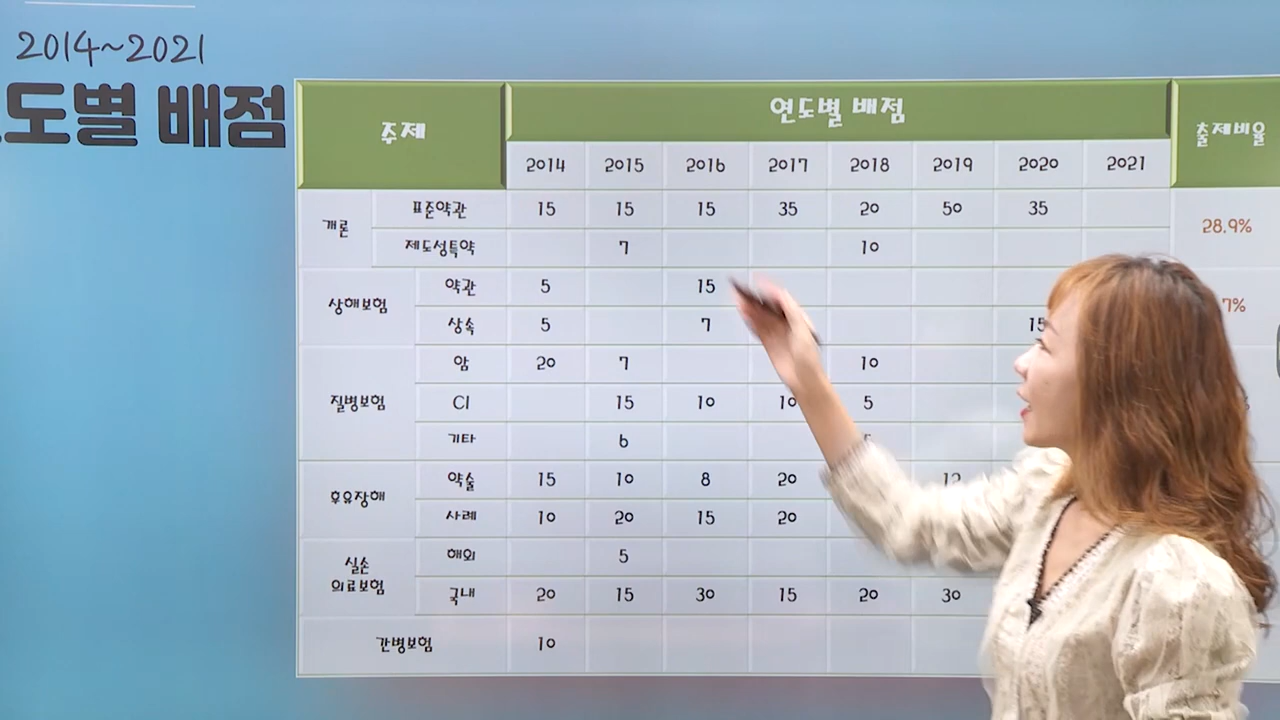 2014~2021
도별 배점
주제 연도별 배점 출제비율
2014 2015 2016 2017 2018 2019 2020 2021
개론 표준약관 15 15 15 35 20 50 35 28.9%
제도성특약 7 10
상해보험 약관 5 15 7%
상속 5 7 15
질병보험 암 20 7 10
CI 15 10 10 5
기타 6
후유장해 약술 15 10 8 20 12
사례 10 20 15 20
실손
의료보험 해외 5
국내 20 15 30 15 20 30
간병보험 10